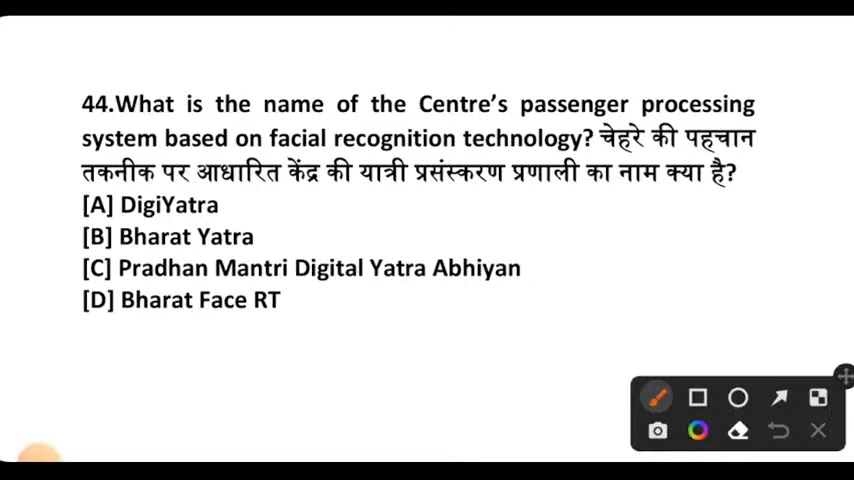 44.What is the name of the Centre’s passenger processing
system based on facial recognition technology? चेहरे की पहचान
तकनीक पर आधारित केंद्र की यात्री प्रसंस्करण प्रणाली का नाम क्या है?
[A] DigiYatra
[B] Bharat Yatra
[C] Pradhan Mantri Digital Yatra Abhiyan
[D] Bharat Face RT